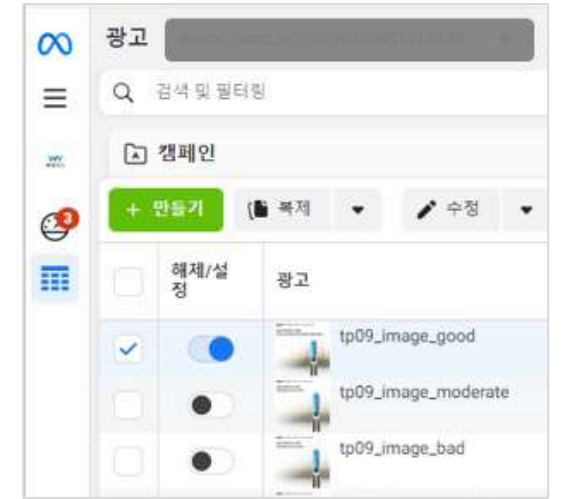 광고
검색 및 필터링
캠페인
3
+ 만들기
복제
수정
해제/설
정
광고
tp09_image_good
tp09_image_moderate
tp09_image_bad